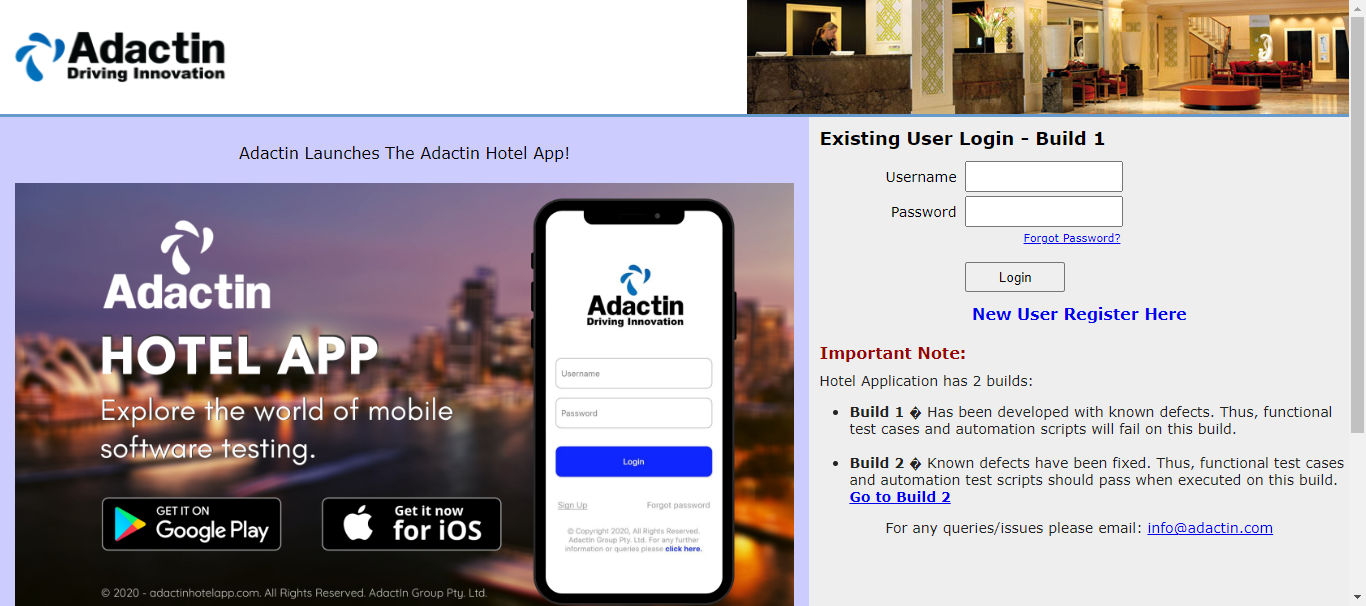 Adactin
Driving Innovation
Adactin Launches The Adactin Hotel App!
Adactin
HOTEL APP
Explore the world of mobile
software testing.
GET IT ON
Google Play
Get it now
for iOS
© 2020 - adactinhotelapp.com. All Rights Reserved. AdactIn Group Pty. Ltd.
Adactin
Driving Innovation
Username
Password
Login
Sign Up Forgot password
© Copyright 2020, All Rights Reserved.
AdactIn Group Pty. Ltd. For any further
information or queries please click here.
Existing User Login - Build 1
Username
Password
Forgot Password?
Login
New User Register Here
Important Note:
Hotel Application has 2 builds:
• Build 1 � Has been developed with known defects. Thus, functional
test cases and automation scripts will fail on this build.
• Build 2 � Known defects have been fixed. Thus, functional test cases
and automation test scripts should pass when executed on this build.
Go to Build 2
For any queries/issues please email: info@adactin.com